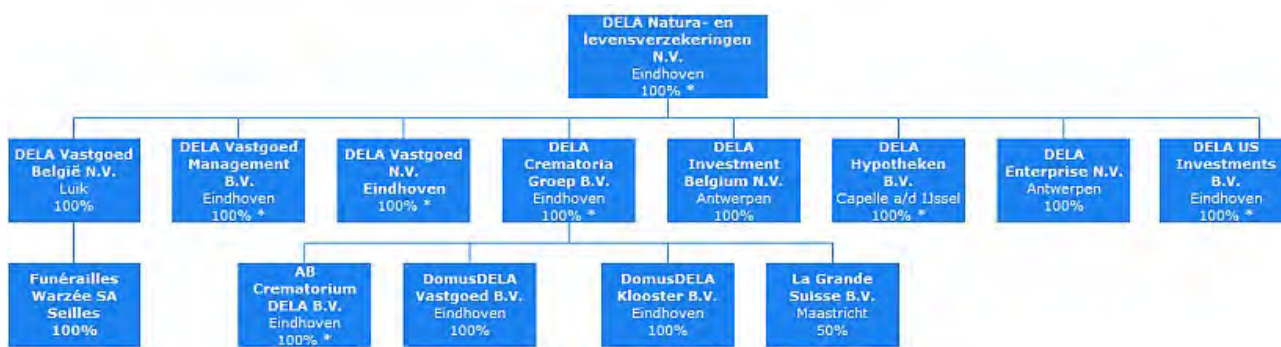 DELA Natura- en
levensverzekeringen
N.V.
Eindhoven
100% *
DELA Vastgoed
België N.V.
Luik
100%
DELA Vastgoed
Management
B.V.
Eindhoven
100% *
DELA Vastgoed
N.V.
Eindhoven
100% *
DELA
Crematoria
Groep B.V.
Eindhoven
100% *
DELA
Investment
Belgium N.V.
Antwerpen
100%
DELA
Hypotheken
B.V.
Capelle a/d IJssel
100% *
DELA
Enterprise N.V.
Antwerpen
100%
DELA US
Investments
B.V.
Eindhoven
100% *
Funérailles
Warzée SA
Seilles
100%
AB
Crematorium
DELA B.V.
Eindhoven
100% *
DomusDELA
Vastgoed B.V.
Eindhoven
100%
DomusDELA
Klooster B.V.
Eindhoven
100%
La Grande
Suisse B.V.
Maastricht
50%